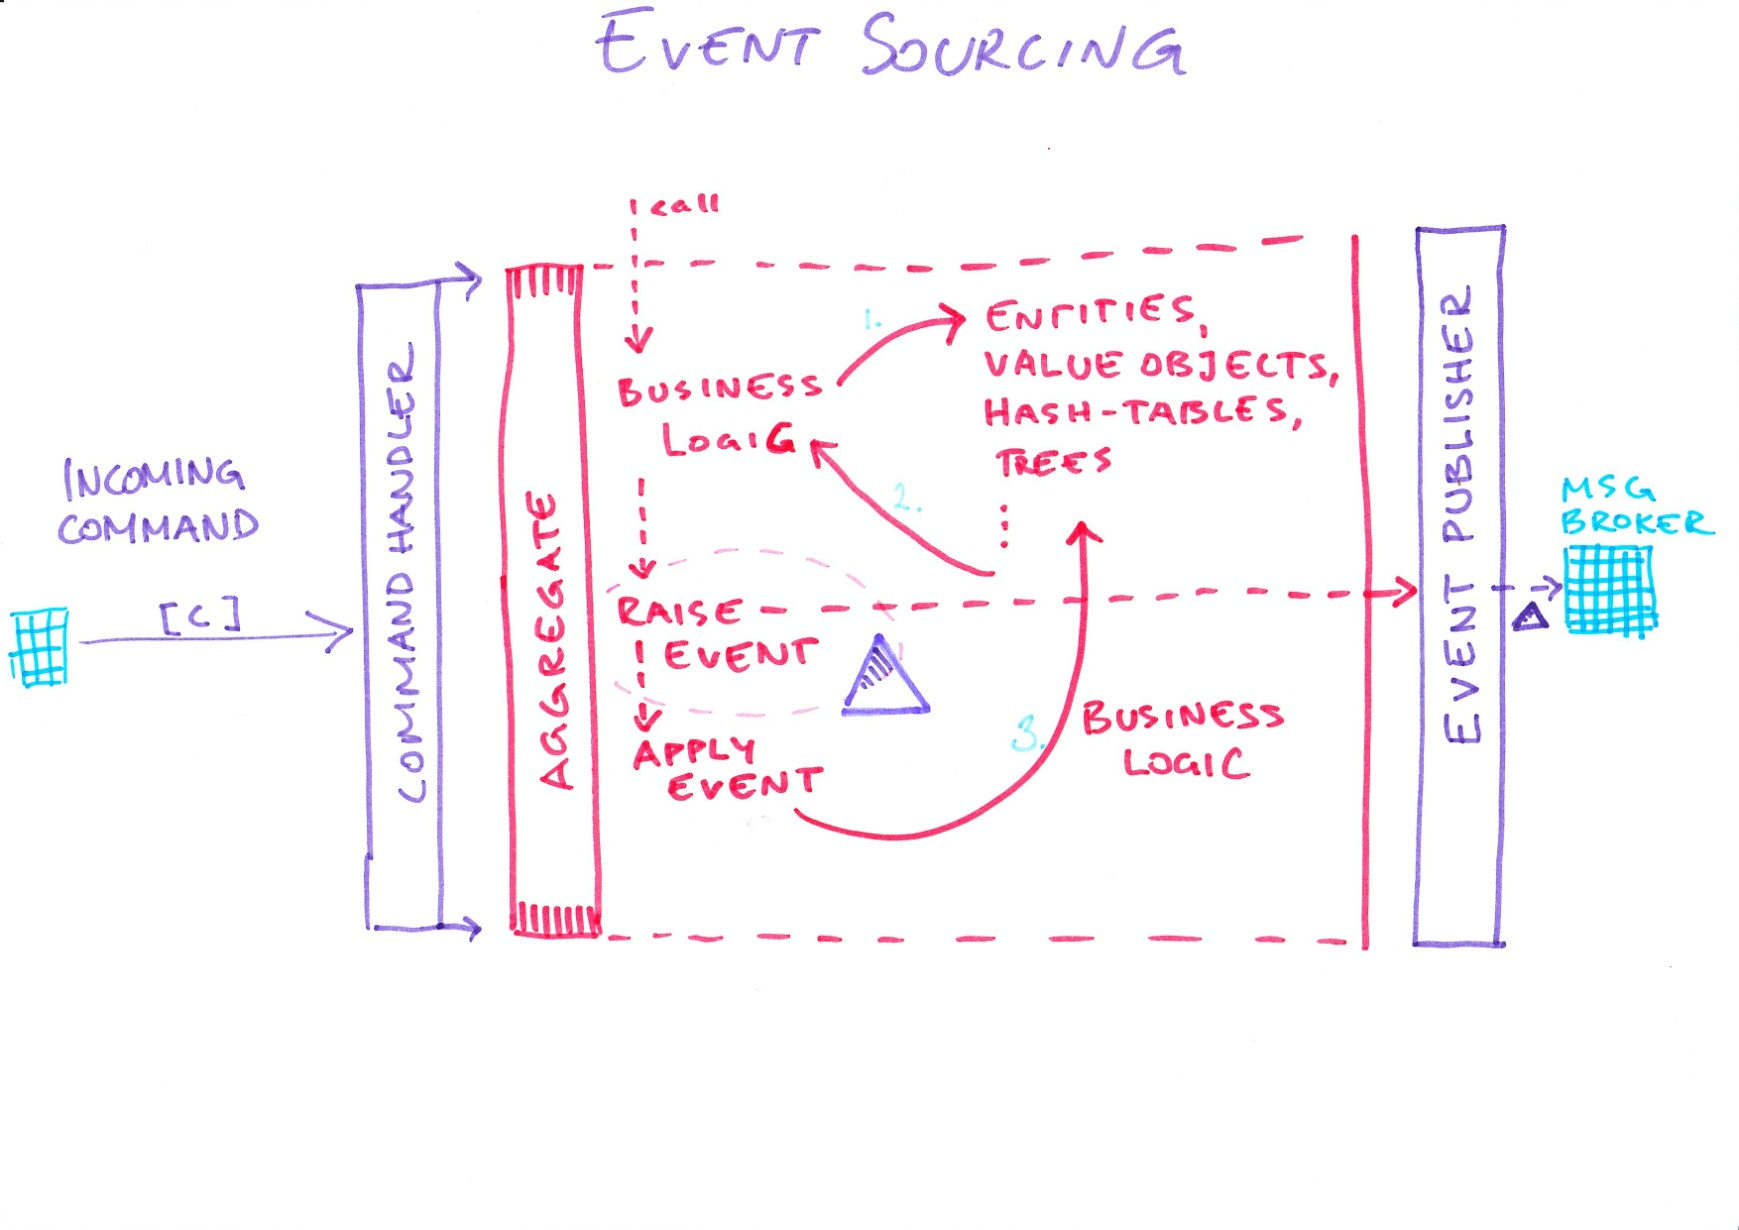 EVENT SOURCING
call
1.
ENTITIES,
VALUE OBJECTS,
HASH-TABLES,
TREES
BUSINESS
LOGIC
2.
INCOMING
COMMAND
[C]
COMMAND HANDLER
AGGREGATE
RAISE
EVENT
APPLY
EVENT
3.
BUSINESS
LOGIC
EVENT PUBLISHER
MSG
BROKER